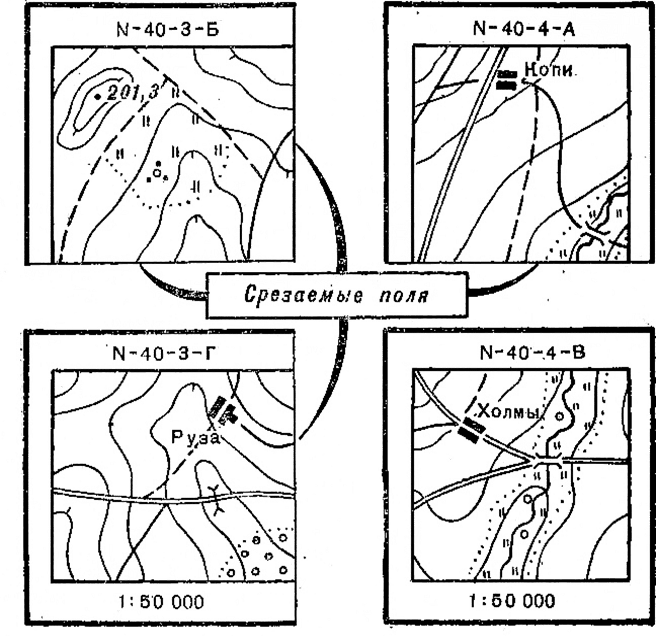 N-40-3-Б
N-40-4-А
201,3
Копи
Срезаемые поля
N-40-3-Г
N-40-4-В
Руза
Холмы
1:50 000
1:50 000